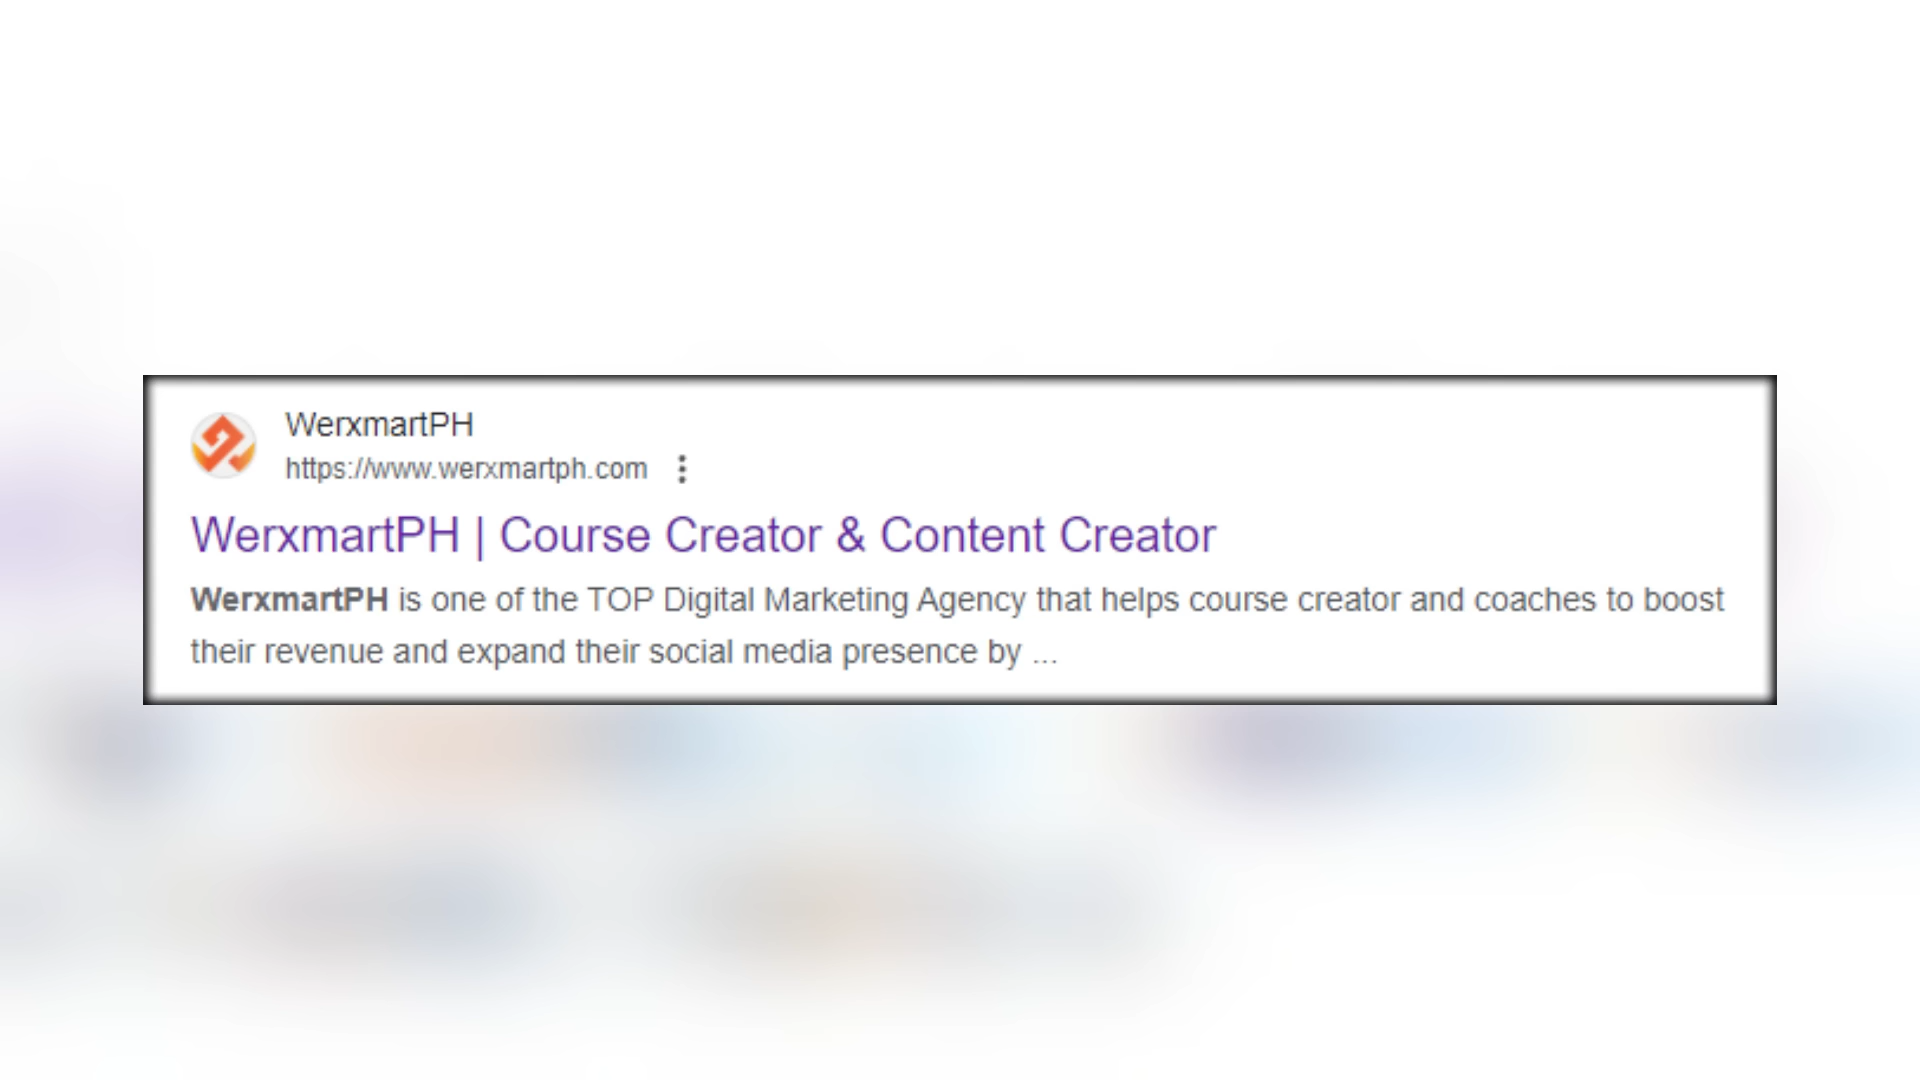 WerxmartPH
https://www.werxmartph.com
WerxmartPH | Course Creator & Content Creator
WerxmartPH is one of the TOP Digital Marketing Agency that helps course creator and coaches to boost
their revenue and expand their social media presence by ...